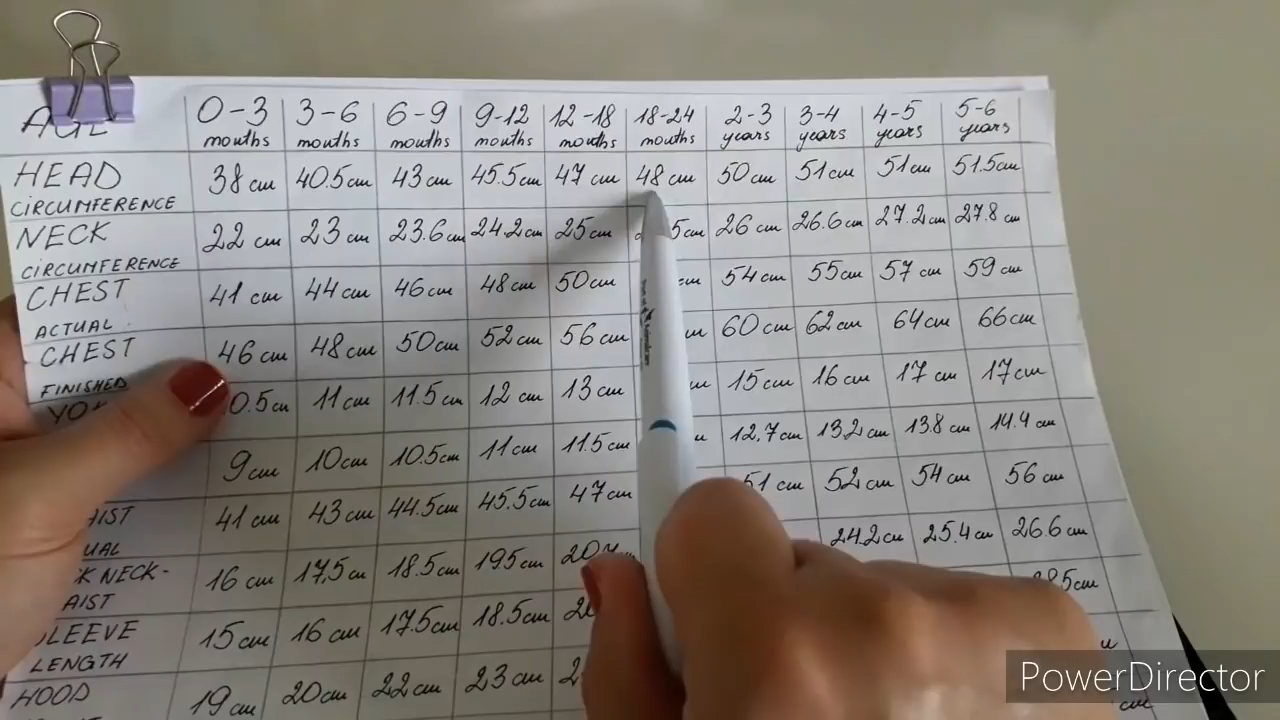 AGE 0-3 months 3-6 months 6-9 months 9-12 months 12-18 months 18-24 months 2-3 years 3-4 years 4-5 years 5-6 years
HEAD CIRCUMFERENCE 38 cm 40.5 cm 43 cm 45.5 cm 47 cm 48 cm 50 cm 51 cm 51 cm 51.5 cm
NECK CIRCUMFERENCE 22 cm 23 cm 23.6 cm 24.2 cm 25 cm 5 cm 26 cm 26.6 cm 27.2 cm 27.8 cm
CHEST ACTUAL 41 cm 44 cm 46 cm 48 cm 50 cm cm 54 cm 55 cm 57 cm 59 cm
CHEST FINISHED 46 cm 48 cm 50 cm 52 cm 56 cm 60 cm 62 cm 64 cm 66 cm
0.5 cm 11 cm 11.5 cm 12 cm 13 cm 15 cm 16 cm 17 cm 17 cm
9 cm 10 cm 10.5 cm 11 cm 11.5 cm 12.7 cm 13.2 cm 13.8 cm 14.4 cm
41 cm 43 cm 44.5 cm 45.5 cm 47 cm 51 cm 52 cm 54 cm 56 cm
NECK- 16 cm 17.5 cm 18.5 cm 19.5 cm 24.2 cm 25.4 cm 26.6 cm
SLEEVE LENGTH 15 cm 16 cm 17.5 cm 18.5 cm
HOOD 19 cm 20 cm 22 cm 23 cm
PowerDirector